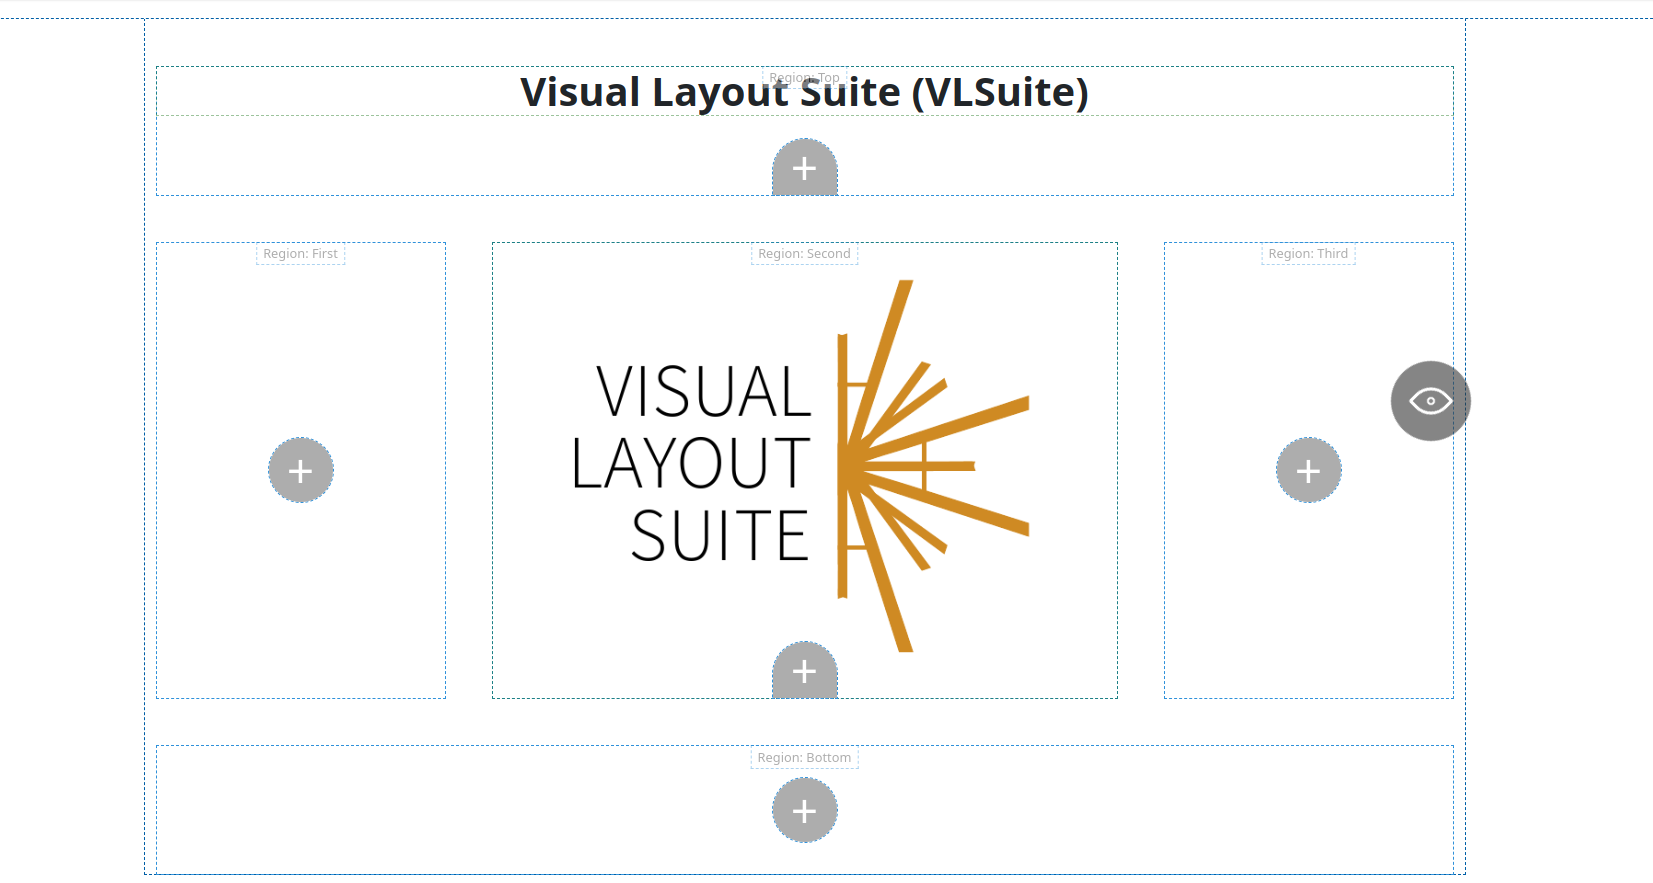 Region: Top
Visual Layout Suite (VLSuite)
Region: First
Region: Second
Region: Third
VISUAL
LAYOUT
SUITE
Region: Bottom